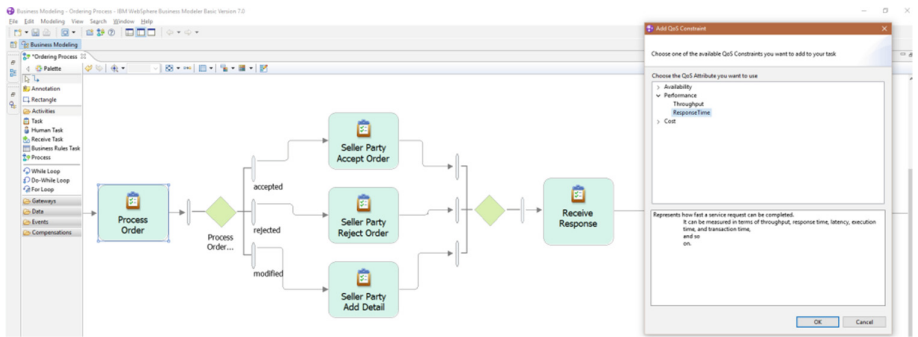 Business Modeling - Ordering Process - IBM WebSphere Business Modeler Basic Version 7.0
File Edit Modeling View Search Window Help
Business Modeling
*Ordering Process
Palette
Annotation
Rectangle
Activities
Task
Human Task
Receive Task
Business Rules Task
Process
While Loop
Do-While Loop
For Loop
Gateways
Data
Events
Compensations
Process
Order
Process
Order...
accepted
rejected
modified
Seller Party
Accept Order
Seller Party
Reject Order
Seller Party
Add Detail
Receive
Response
Add QoS Constraint
Choose one of the available QoS Constraints you want to add to your task
Choose the QoS Attribute you want to use
Availability
Performance
Throughput
ResponseTime
Cost
Represents how fest a service request can be completed.
It can be measured in terms of throughput, response time, latency, execution
time, and transaction time,
and so
on.
OK Cancel